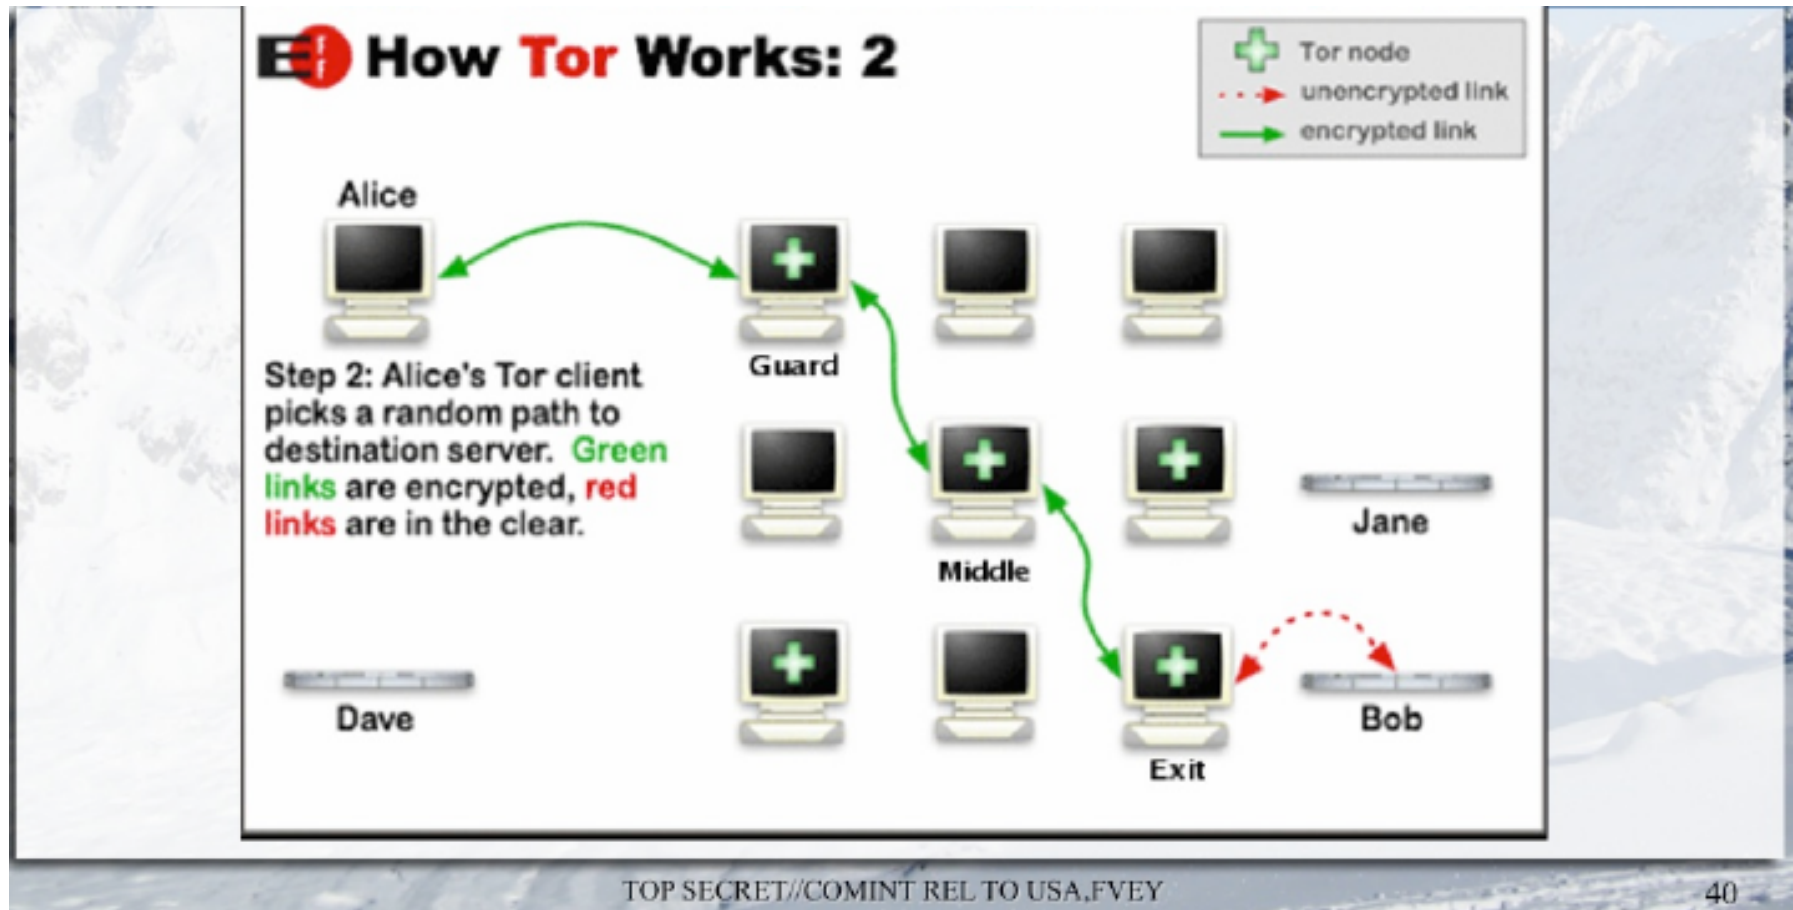 EFF How Tor Works: 2
Tor node
unencrypted link
encrypted link
Alice
Guard
Step 2: Alice's Tor client
picks a random path to
destination server. Green
links are encrypted, red
links are in the clear.
Middle
Jane
Dave
Bob
Exit
TOP SECRET//COMINT REL TO USA,FVEY
40